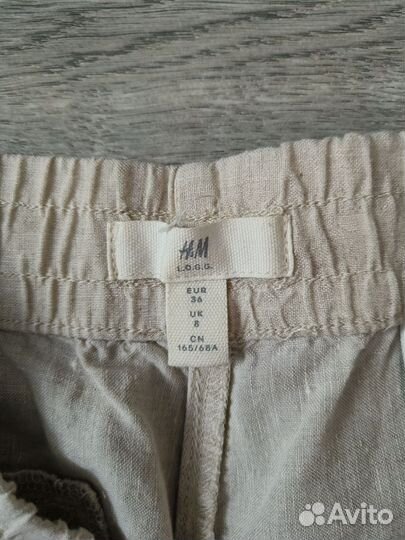 H&M
L.O.G.G.
EUR
36
UK
8
CN
165/68A
Avito